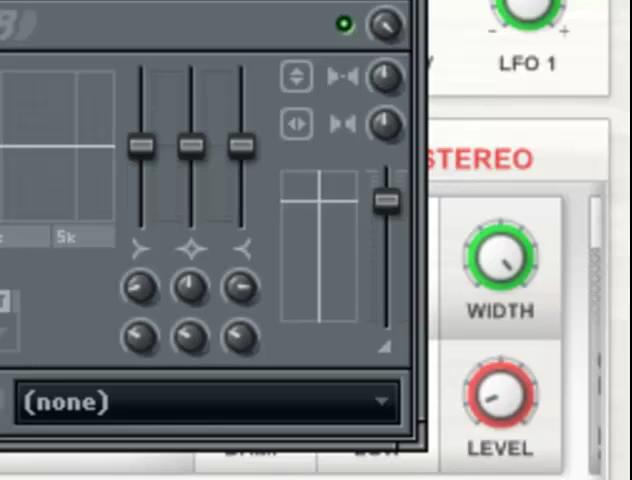 LFO 1
STEREO
5k
WIDTH
(none)
LEVEL